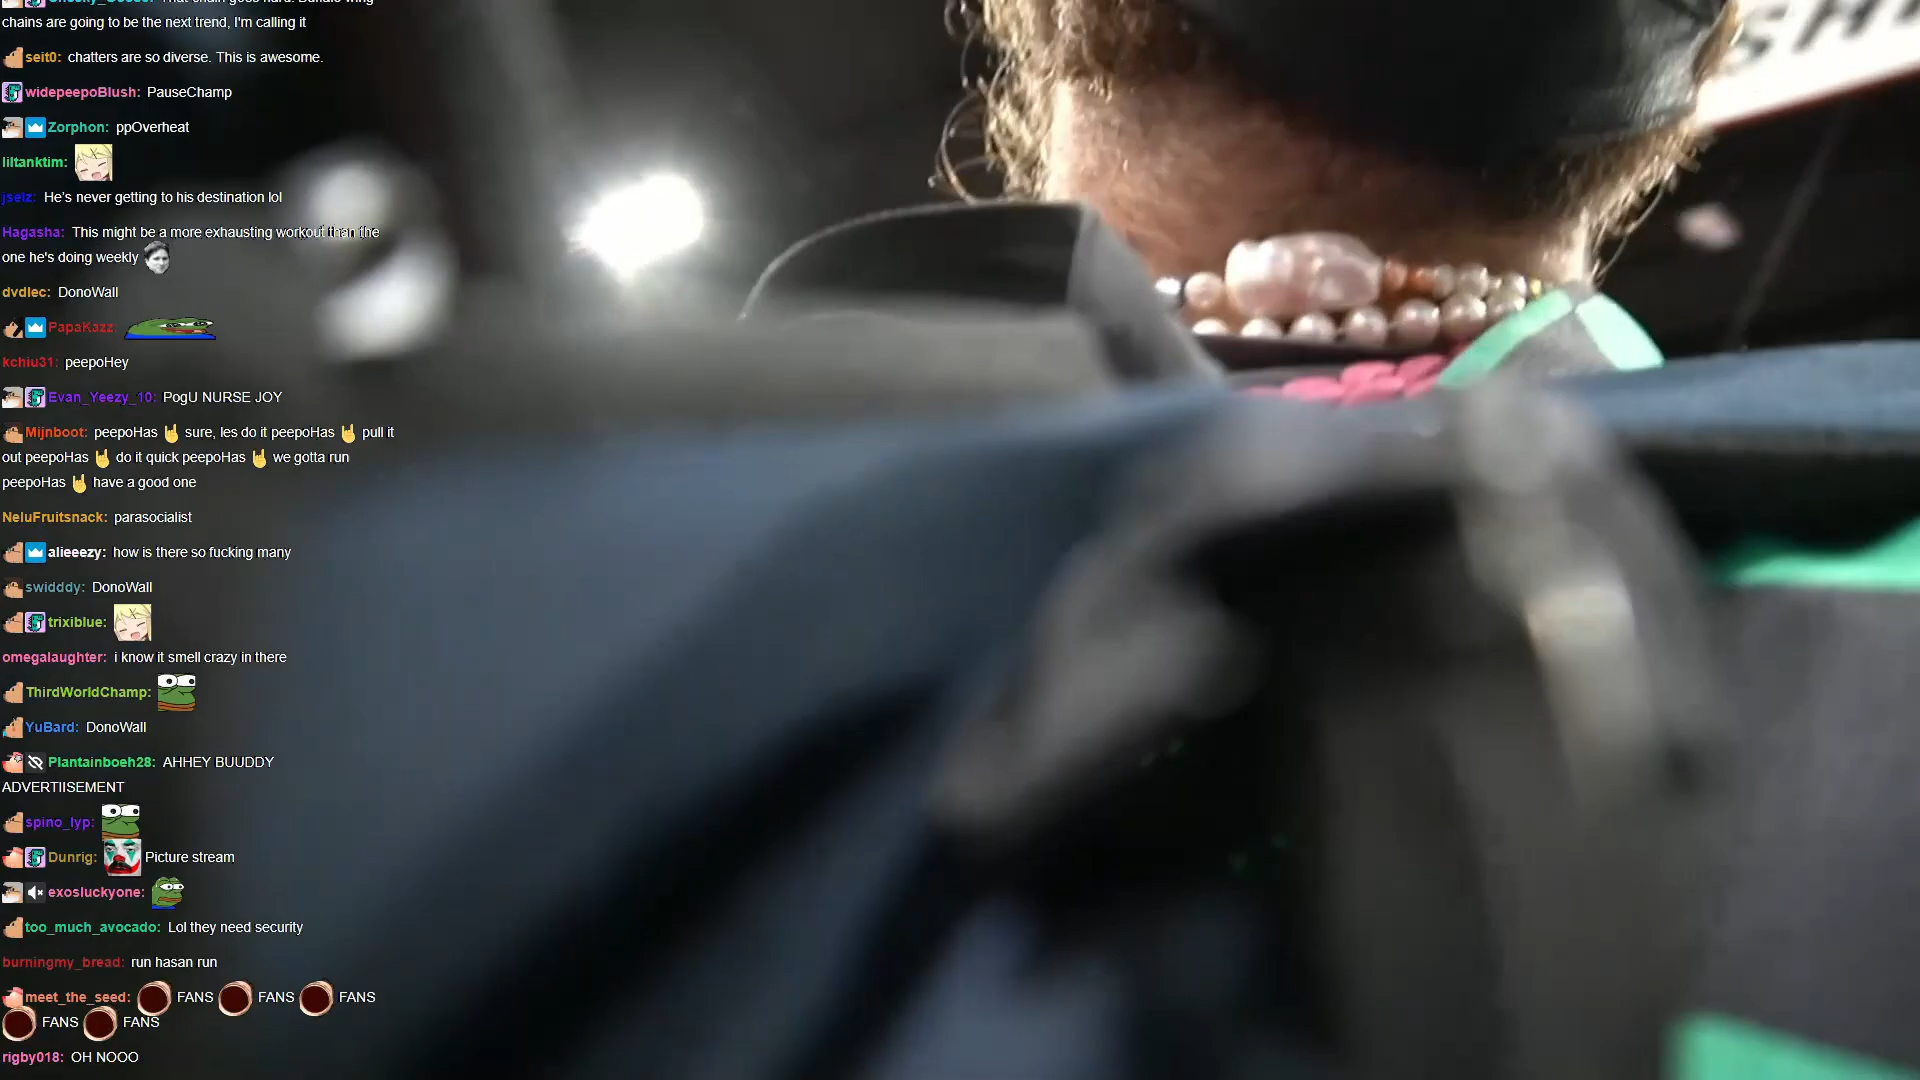 chains are going to be the next trend, I'm calling it
seit0: chatters are so diverse. This is awesome.
widepeepoBlush: PauseChamp
Zorphon: ppOverheat
liltanktim:
jselz: He's never getting to his destination lol
Hagasha: This might be a more exhausting workout than the
one he's doing weekly
dvdlec: DonoWall
PapaKazz:
kchiu31: peepoHey
Evan_Yeezy_10: PogU NURSE JOY
Mijnboot: peepoHas 🤘 sure, les do it peepoHas 🤘 pull it
out peepoHas 🤘 do it quick peepoHas 🤘 we gotta run
peepoHas 🤘 have a good one
NeluFruitsnack: parasocialist
alieeezy: how is there so fucking many
swidddy: DonoWall
trixiblue:
omegalaughter: i know it smell crazy in there
ThirdWorldChamp:
YuBard: DonoWall
Plantainboeh28: AHHEY BUUDDY
ADVERTIISEMENT
spino_lyp:
Dunrig: Picture stream
exosluckyone:
too_much_avocado: Lol they need security
burningmy_bread: run hasan run
meet_the_seed: FANS FANS FANS
FANS FANS
rigby018: OH NOOO